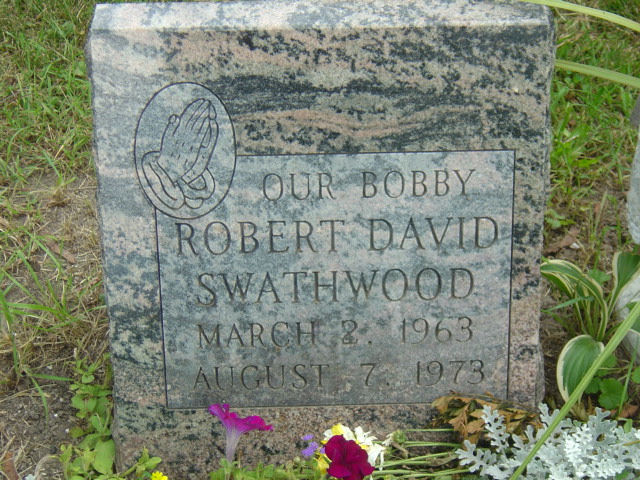 OUR BOBBY
ROBERT DAVID
SWATHWOOD
MARCH 2, 1963
AUGUST 7, 1973